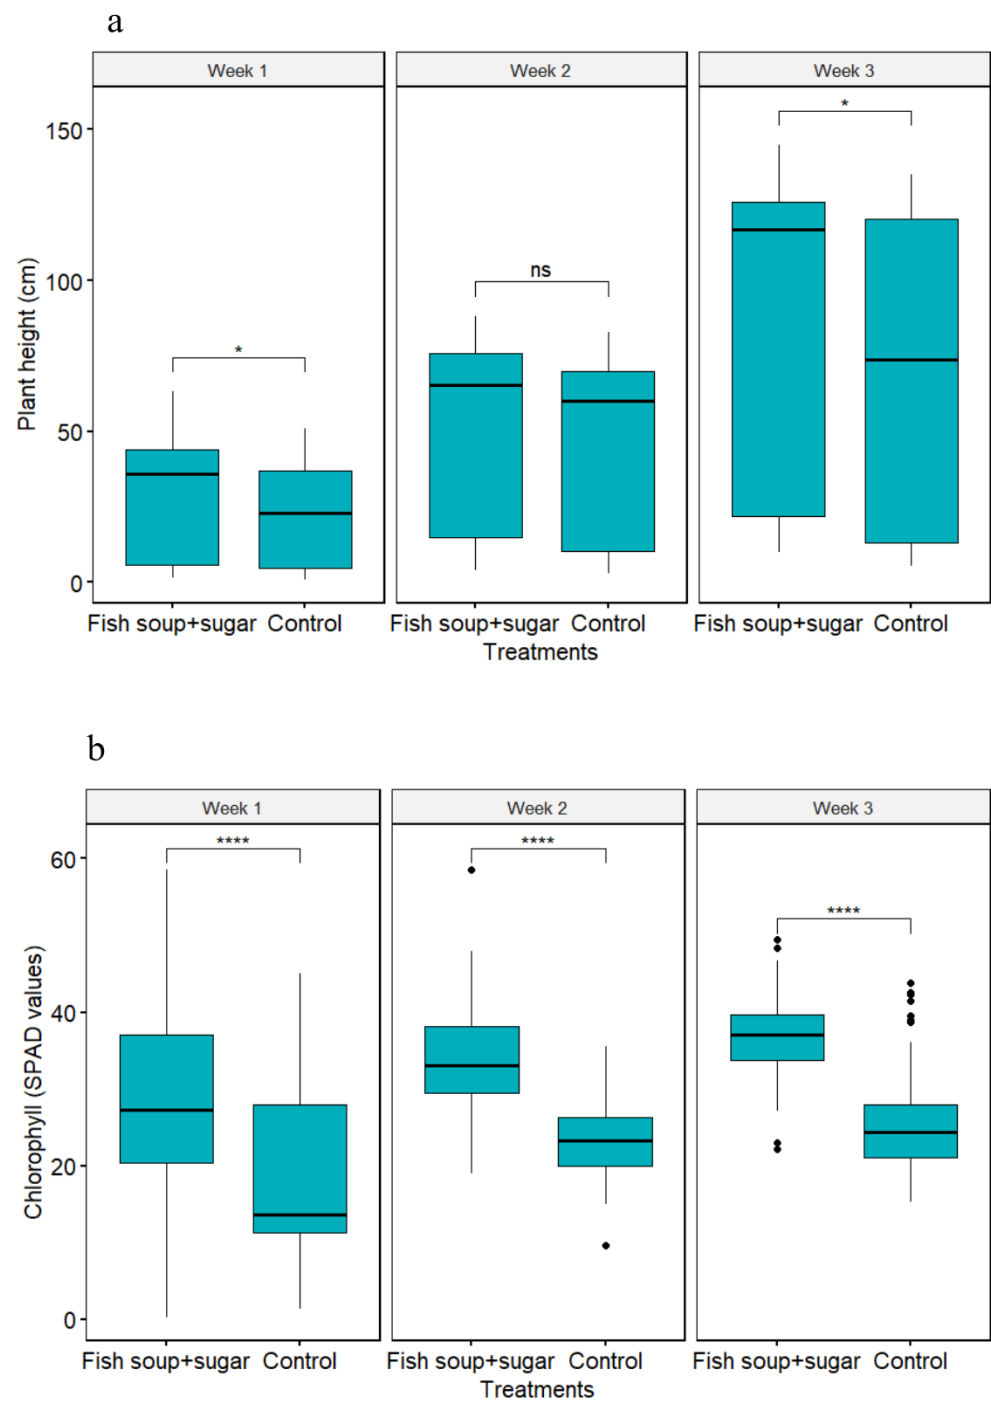 a
Week 1 Week 2 Week 3
150
100
50
0
Plant height (cm)
*
ns
*
Fish soup+sugar Control Fish soup+sugar Control Fish soup+sugar Control
Treatments
b
Week 1 Week 2 Week 3
60
40
20
0
Chlorophyll (SPAD values)
****
****
****
Fish soup+sugar Control Fish soup+sugar Control Fish soup+sugar Control
Treatments